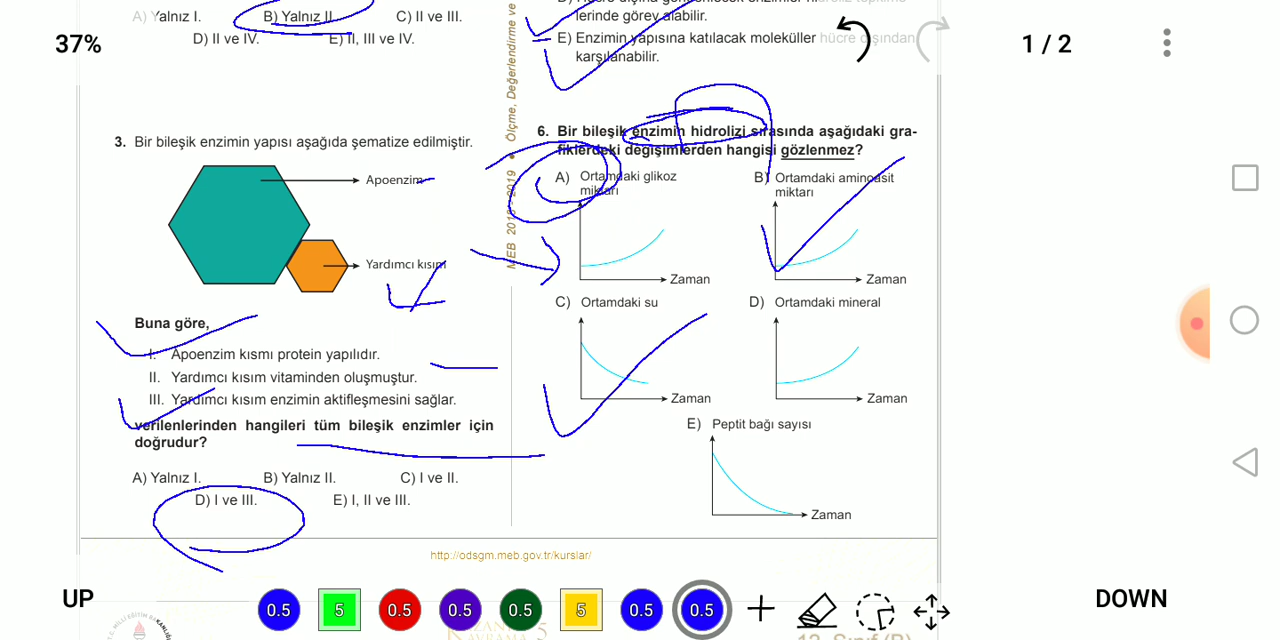 37%
1 / 2
A) Yalnız I.
B) Yalnız II.
C) II ve III.
D) II ve IV.
E) II, III ve IV.
3. Bir bileşik enzimin yapısı aşağıda şematize edilmiştir.
Apoenzim
Yardımcı kısım
Buna göre,
I. Apoenzim kısmı protein yapılıdır.
II. Yardımcı kısım vitaminden oluşmuştur.
III. Yardımcı kısım enzimin aktifleşmesini sağlar.
verilenlerinden hangileri tüm bileşik enzimler için
doğrudur?
A) Yalnız I.
B) Yalnız II.
C) I ve II.
D) I ve III.
E) I, II ve III.
MEB 2018 - 2019 ● Ölçme, Değerlendirme ve
lerinde görev alabilir.
E) Enzimin yapısına katılacak moleküller hücre dışından
karşılanabilir.
6. Bir bileşik enzimin hidrolizi sırasında aşağıdaki gra-
fiklerdeki değişimlerden hangisi gözlenmez?
A) Ortamdaki glikoz
miktarı
Zaman
B) Ortamdaki aminoasit
miktarı
Zaman
C) Ortamdaki su
Zaman
D) Ortamdaki mineral
Zaman
E) Peptit bağı sayısı
Zaman
http://odsgm.meb.gov.tr/kurslar/
UP
0.5
5
0.5
0.5
0.5
5
0.5
0.5
DOWN
KAVRAMA 5
12. Sınıf (B)